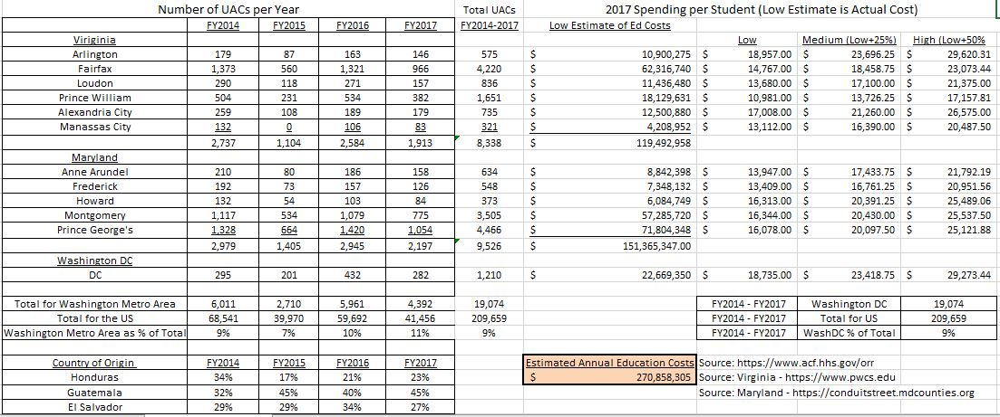 Number of UACs per Year Total UACs 2017 Spending per Student (Low Estimate is Actual Cost)
FY2014 FY2015 FY2016 FY2017 FY2014-2017 Low Estimate of Ed Costs
Viriginia Low Medium (Low+25%) High (Low+50%
Arlington 179 87 163 146 575 $ 10,900,275 $ 18,957.00 $ 23,696.25 $ 29,620.31
Fairfax 1,373 560 1,321 966 4,220 $ 62,316,740 $ 14,767.00 $ 18,458.75 $ 23,073.44
Loudon 290 118 271 157 836 $ 11,436,480 $ 13,680.00 $ 17,100.00 $ 21,375.00
Prince William 504 231 534 382 1,651 $ 18,129,631 $ 10,981.00 $ 13,726.25 $ 17,157.81
Alexandria City 259 108 189 179 735 $ 12,500,880 $ 17,008.00 $ 21,260.00 $ 26,575.00
Manassas City 132 0 106 83 321 $ 4,208,952 $ 13,112.00 $ 16,390.00 $ 20,487.50
2,737 1,104 2,584 1,913 8,338 $ 119,492,958
Maryland
Anne Arundel 210 80 186 158 634 $ 8,842,398 $ 13,947.00 $ 17,433.75 $ 21,792.19
Frederick 192 73 157 126 548 $ 7,348,132 $ 13,409.00 $ 16,761.25 $ 20,951.56
Howard 132 54 103 84 373 $ 6,084,749 $ 16,313.00 $ 20,391.25 $ 25,489.06
Montgomery 1,117 534 1,079 775 3,505 $ 57,285,720 $ 16,344.00 $ 20,430.00 $ 25,537.50
Prince George's 1,328 664 1,420 1,054 4,466 $ 71,804,348 $ 16,078.00 $ 20,097.50 $ 25,121.88
2,979 1,405 2,945 2,197 9,526 $ 151,365,347.00
Washington DC
DC 295 201 432 282 1,210 $ 22,669,350 $ 18,735.00 $ 23,418.75 $ 29,273.44
Total for Washington Metro Area 6,011 2,710 5,961 4,392 19,074 FY2014 - FY2017 Washington DC 19,074
Total for the US 68,541 39,970 59,692 41,456 209,659 FY2014 - FY2017 Total for US 209,659
Washington Metro Area as % of Total 9% 7% 10% 11% 9% FY2014 - FY2017 WashDC % of Total 9%
Country of Origin FY2014 FY2015 FY2016 FY2017 Estimated Annual Education Costs Source: https://www.acf.hhs.gov/orr
Honduras 34% 17% 21% 23% $ 270,858,305 Source: Virginia - https://www.pwcs.edu
Guatemala 32% 45% 40% 45% Source: Maryland - https://conduitstreet.mdcounties.org
El Salvador 29% 29% 34% 27%